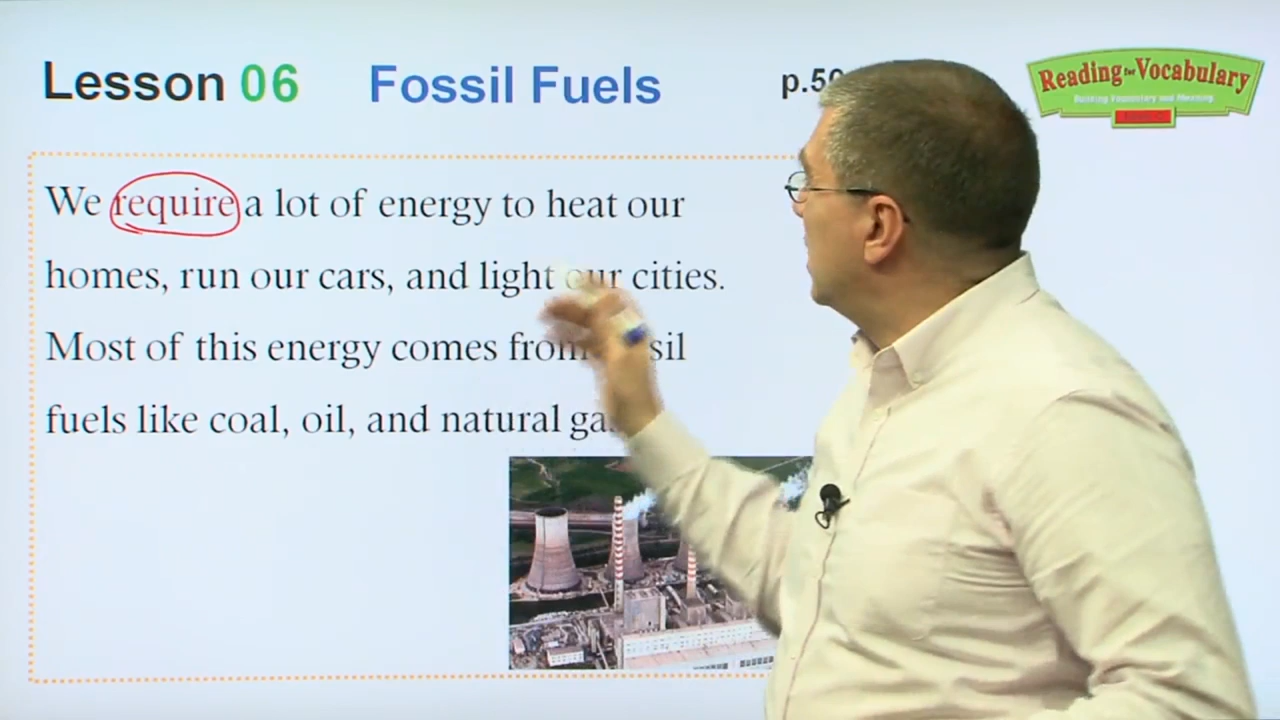 Lesson 06 Fossil Fuels
Reading for Vocabulary
We require a lot of energy to heat our
homes, run our cars, and light our cities.
Most of this energy comes from
fuels like coal, oil, and natural